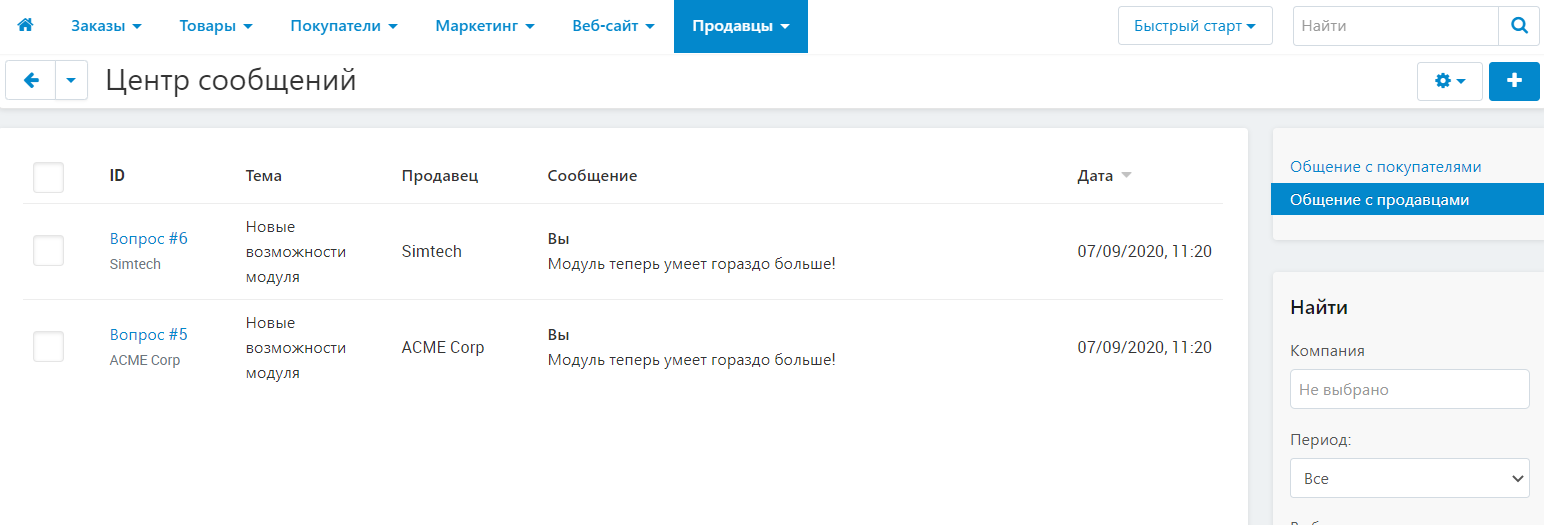 Заказы Товары Покупатели Маркетинг Веб-сайт Продавцы Быстрый старт Найти
Центр сообщений
ID Тема Продавец Сообщение Дата
Вопрос #6
Simtech
Новые
возможности
модуля
Simtech
Вы
Модуль теперь умеет гораздо больше!
07/09/2020, 11:20
Вопрос #5
ACME Corp
Новые
возможности
модуля
ACME Corp
Вы
Модуль теперь умеет гораздо больше!
07/09/2020, 11:20
Общение с покупателями
Общение с продавцами
Найти
Компания
Не выбрано
Период:
Все